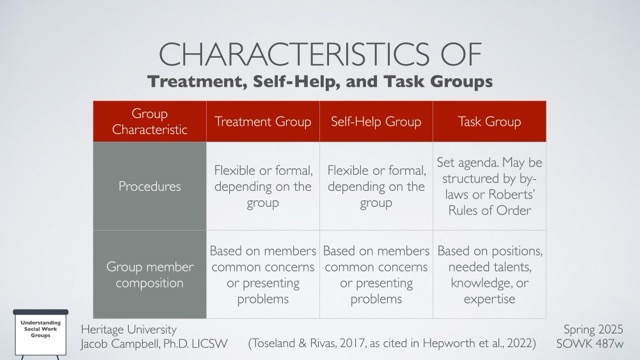 CHARACTERISTICS OF
Treatment, Self-Help, and Task Groups
Group
Characteristic
Treatment Group
Self-Help Group
Task Group
Procedures
Flexible or formal,
depending on the
group
Flexible or formal,
depending on the
group
Set agenda. May be
structured by by-
laws or Roberts’
Rules of Order
Group member
composition
Based on members
common concerns
or presenting
problems
Based on members
common concerns
or presenting
problems
Based on positions,
needed talents,
knowledge, or
expertise
Understanding
Social Work
Groups
Heritage University
Jacob Campbell, Ph.D. LICSW
(Toseland & Rivas, 2017, as cited in Hepworth et al., 2022)
Spring 2025
SOWK 487w